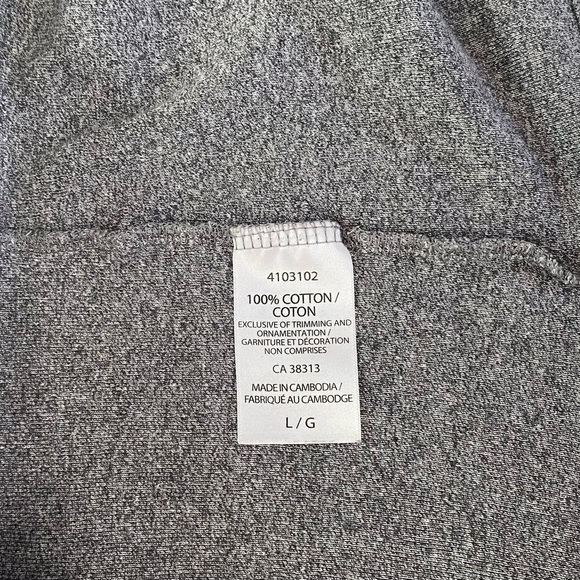 4103102
100% COTTON /
COTON
EXCLUSIVE OF TRIMMING AND
ORNAMENTATION /
GARNITURE ET DÉCORATION
NON COMPRISES
CA 38313
MADE IN CAMBODIA /
FABRIQUÉ AU CAMBODGE
L / G